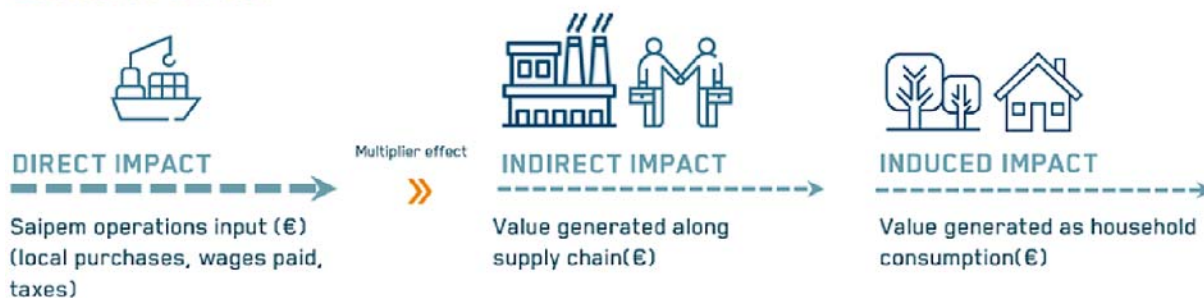 DIRECT IMPACT
Saipem operations input (€)
(local purchases, wages paid,
taxes)
Multiplier effect
INDIRECT IMPACT
Value generated along
supply chain(€)
INDUCED IMPACT
Value generated as household
consumption(€)